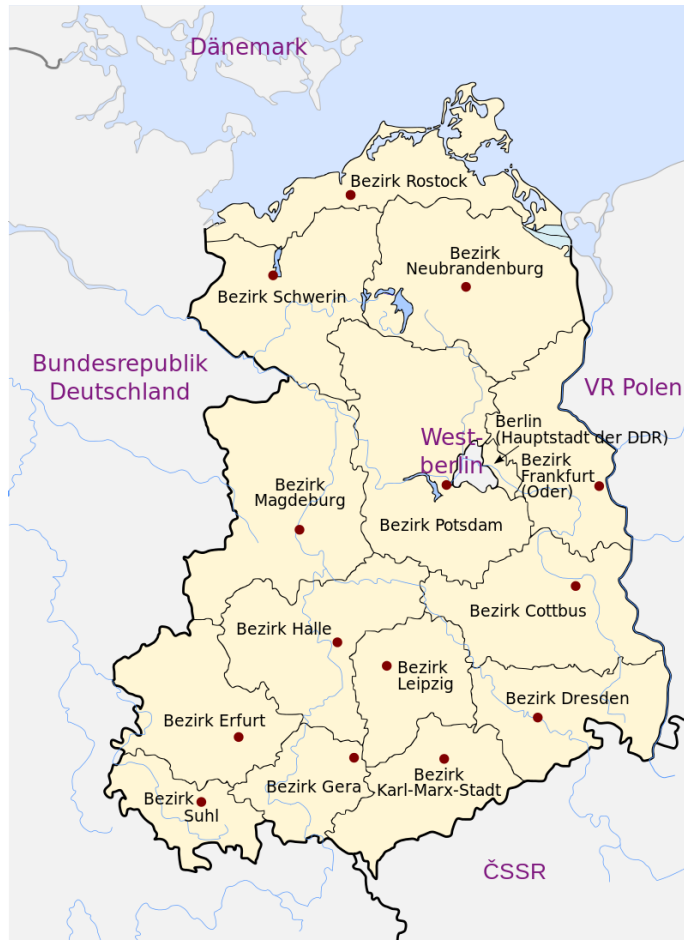 Dänemark
Bezirk Rostock
Bezirk
Neubrandenburg
Bezirk Schwerin
Bundesrepublik
Deutschland
VR Polen
West-
berlin
Berlin
(Hauptstadt der DDR)
Bezirk
Frankfurt
(Oder)
Bezirk
Magdeburg
Bezirk Potsdam
Bezirk Cottbus
Bezirk Halle
Bezirk
Leipzig
Bezirk Dresden
Bezirk Erfurt
Bezirk Gera
Bezirk
Karl-Marx-Stadt
Bezirk
Suhl
ČSSR